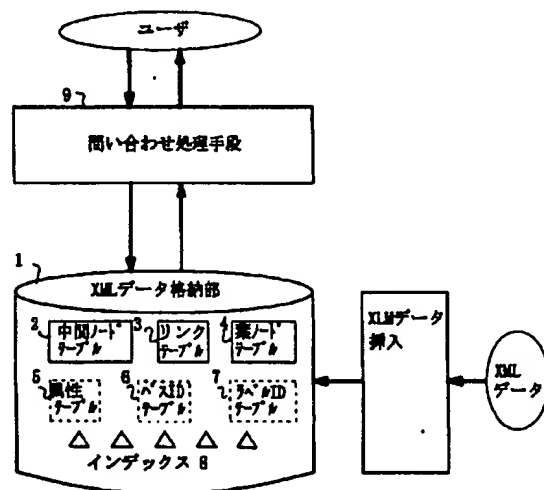 ユーザ
9
問い合わせ処理手段
1
XMLデータ格納部
2
中間ノード
テーブル
3
リンク
テーブル
4
葉ノード
テーブル
5
属性
テーブル
6
パスID
テーブル
7
ラベルID
テーブル
インデックス 8
XLMデータ
挿入
XML
データ